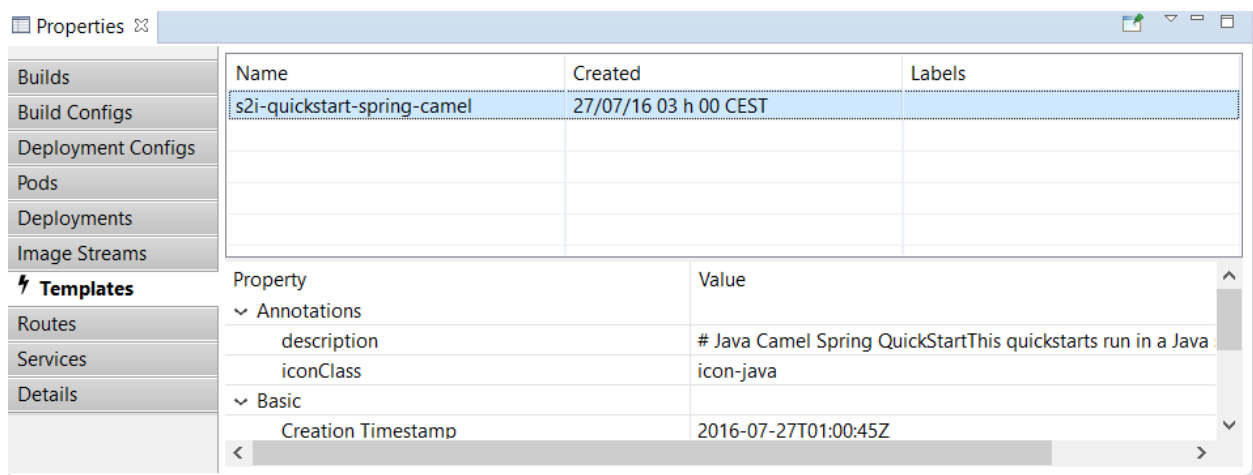 Properties
Builds
Build Configs
Deployment Configs
Pods
Deployments
Image Streams
Templates
Routes
Services
Details
Name Created Labels
s2i-quickstart-spring-camel 27/07/16 03 h 00 CEST
Property Value
Annotations
description # Java Camel Spring QuickStartThis quickstarts run in a Java
iconClass icon-java
Basic
Creation Timestamp 2016-07-27T01:00:45Z